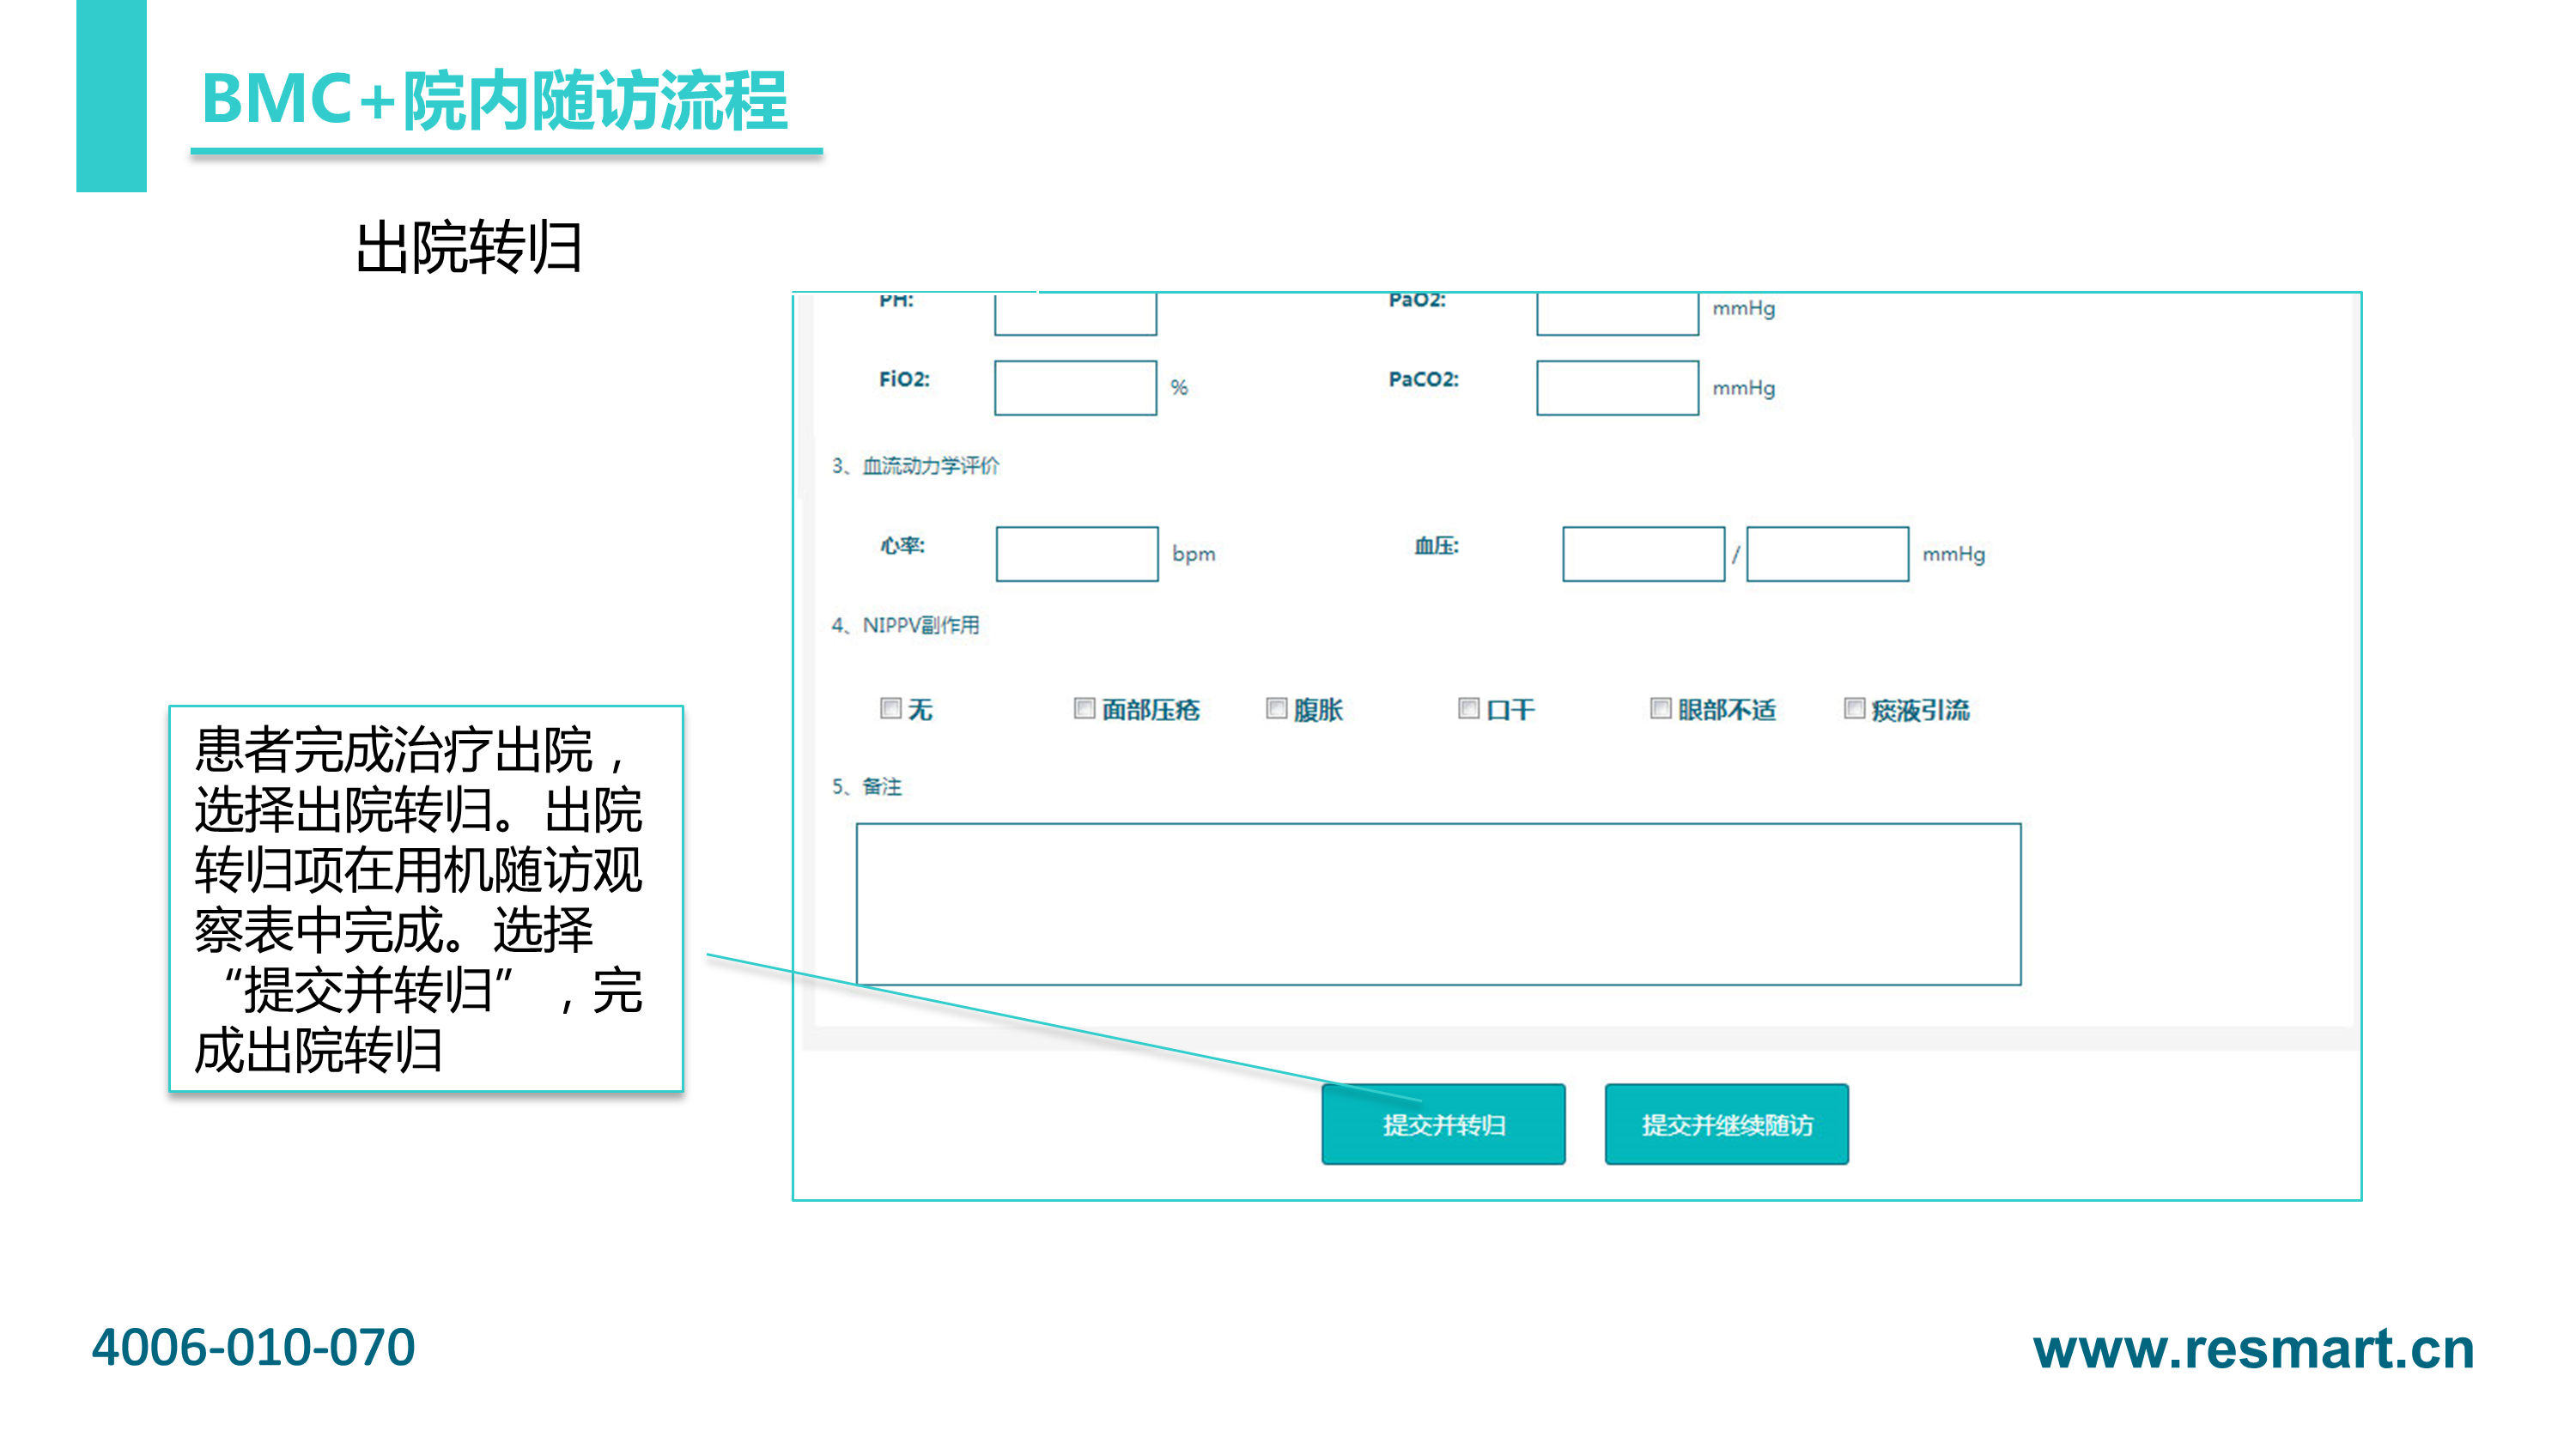 BMC+院内随访流程
出院转归
PH:
PaO2:
mmHg
FiO2:
%
PaCO2:
mmHg
3、血流动力学评价
心率:
bpm
血压:
/
mmHg
4、NIPPV副作用
无
面部压疮
腹胀
口干
眼部不适
痰液引流
5、备注
患者完成治疗出院，
选择出院转归。出院
转归项在用机随访观
察表中完成。选择
“提交并转归”，完
成出院转归
提交并转归
提交并继续随访
4006-010-070
www.resmart.cn